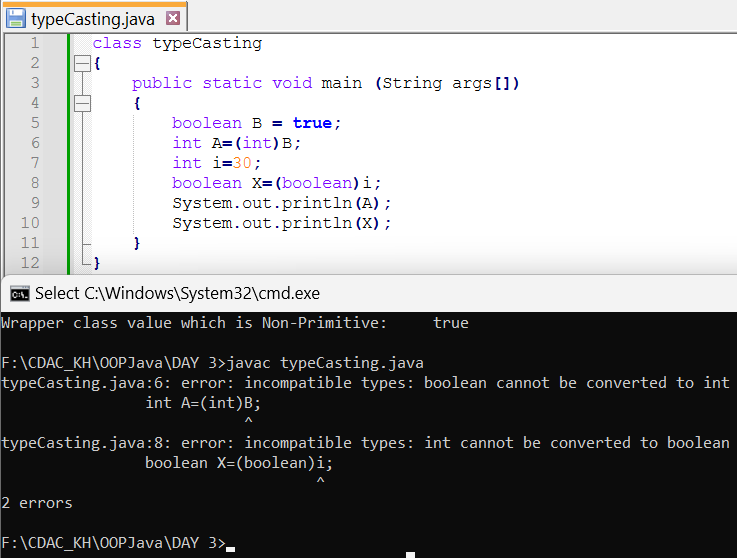 typeCasting.java
1 class typeCasting
2 {
3 public static void main (String args[])
4 {
5 boolean B = true;
6 int A=(int)B;
7 int i=30;
8 boolean X=(boolean)i;
9 System.out.println(A);
10 System.out.println(X);
11 }
12 }
Select C:\Windows\System32\cmd.exe
Wrapper class value which is Non-Primitive: true
F:\CDAC_KH\OOPJava\DAY 3>javac typeCasting.java
typeCasting.java:6: error: incompatible types: boolean cannot be converted to int
int A=(int)B;
^
typeCasting.java:8: error: incompatible types: int cannot be converted to boolean
boolean X=(boolean)i;
^
2 errors
F:\CDAC_KH\OOPJava\DAY 3>